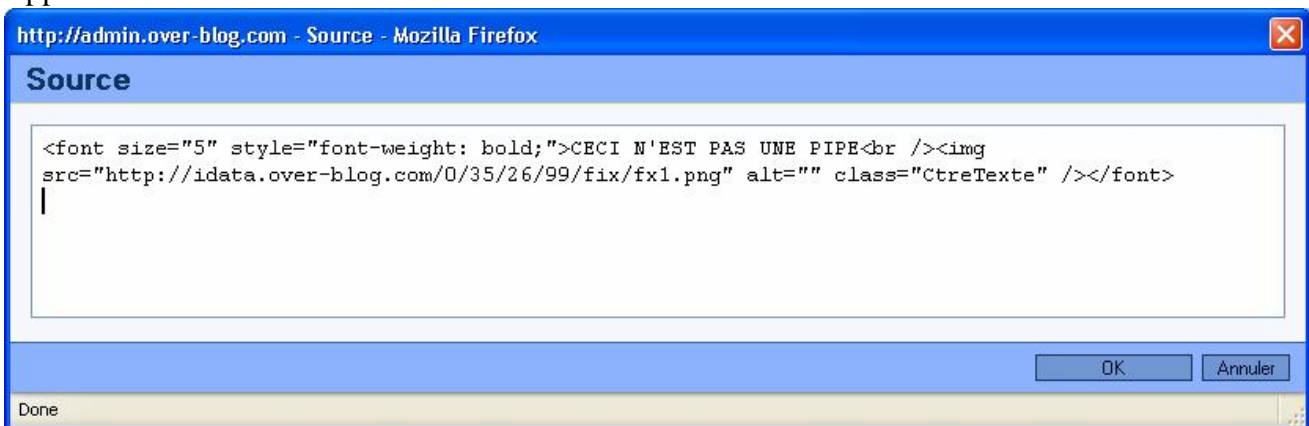 http://admin.over-blog.com - Source - Mozilla Firefox
Source
<font size="5" style="font-weight: bold;">CECI N'EST PAS UNE PIPE<br /><img
src="http://idata.over-blog.com/0/35/26/99/fix/fx1.png" alt="" class="CtreTexte" /></font>
OK Annuler
Done